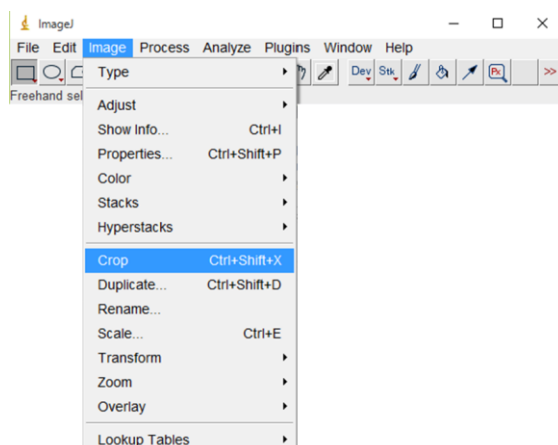 ImageJ
File Edit Image Process Analyze Plugins Window Help
Dev Stk >>
Freehand sel
Type
Adjust
Show Info... Ctrl+I
Properties... Ctrl+Shift+P
Color
Stacks
Hyperstacks
Crop Ctrl+Shift+X
Duplicate... Ctrl+Shift+D
Rename...
Scale... Ctrl+E
Transform
Zoom
Overlay
Lookup Tables